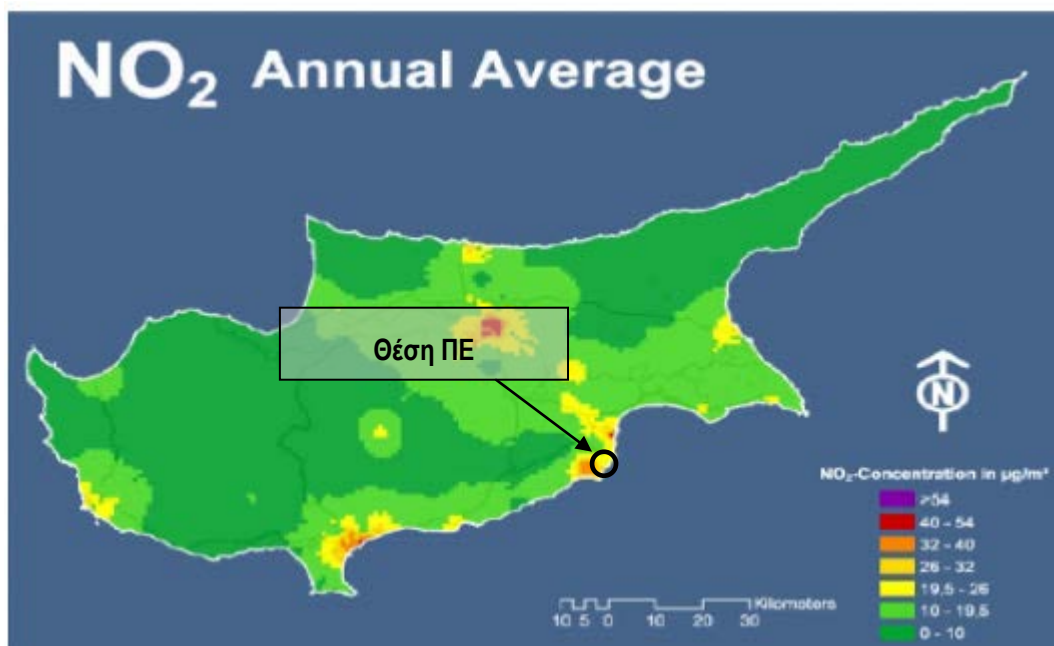 NO₂ Annual Average
Θέση ΠΕ
N
NO₂-Concentration in µg/m³
>54
40 - 54
32 - 40
26 - 32
19,5 - 26
10 - 19,5
0 - 10
Kilometers
10 5 0 10 20 30